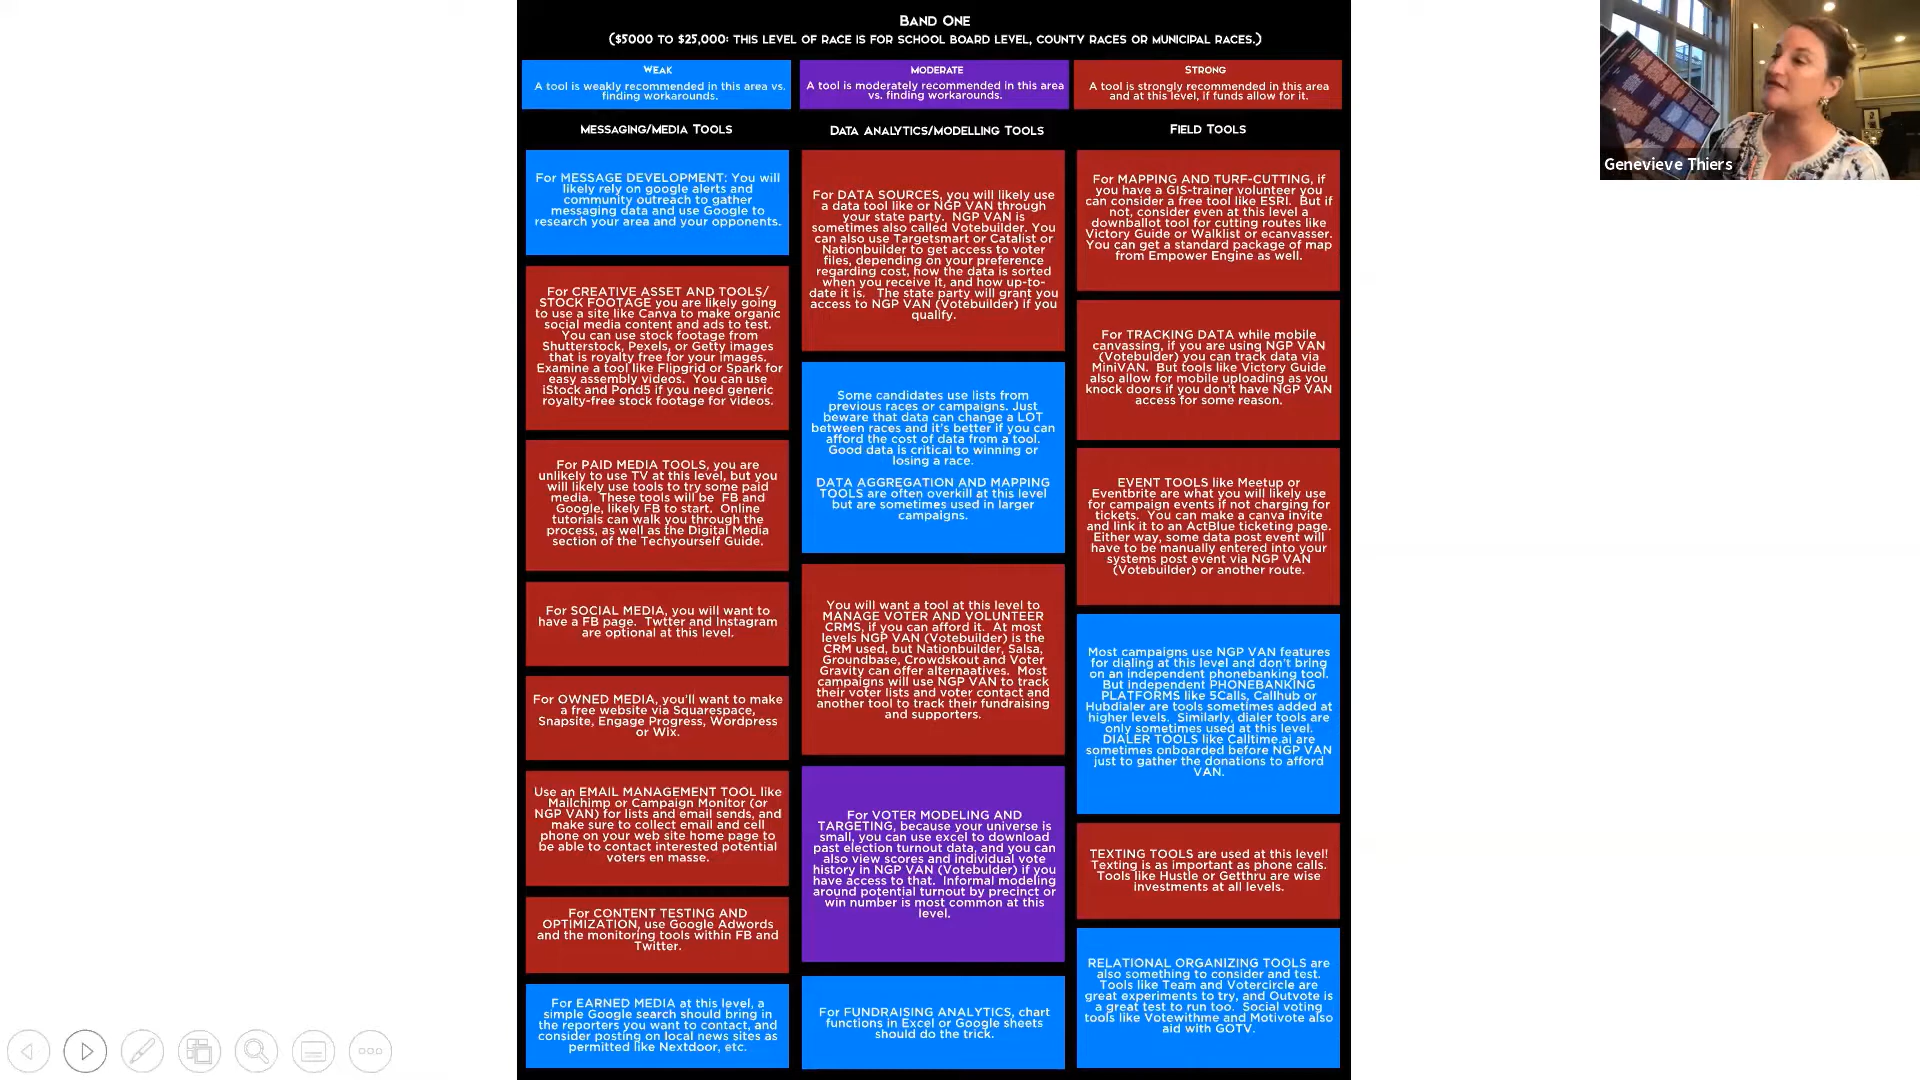 BAND ONE
($5000 TO $25,000: THIS LEVEL OF RACE IS FOR SCHOOL BOARD LEVEL, COUNTY RACES OR MUNICIPAL RACES.)
WEAK
A tool is weakly recommended in this area vs.
finding workarounds.
MODERATE
A tool is moderately recommended in this area
vs. finding workarounds.
STRONG
A tool is strongly recommended in this area
and at this level, if funds allow for it.
MESSAGING/MEDIA TOOLS
For MESSAGE DEVELOPMENT: You will
likely rely on google alerts and
community outreach to gather
messaging data and use Google to
research your area and your opponents.
For CREATIVE ASSET AND TOOLS/
STOCK FOOTAGE you are likely going
to use a site like Canva to make organic
social media content and ads to test.
You can use stock footage from
Shutterstock, Pexels, or Getty images
that is royalty free for your images.
Examine a tool like Flipgrid or Spark for
easy assembly videos. You can use
iStock and Pond5 if you need generic
royalty-free stock footage for videos.
For PAID MEDIA TOOLS, you are
unlikely to use TV at this level, but you
will likely use tools to try some paid
media. These tools will be FB and
Google, likely FB to start. Online
tutorials can walk you through the
process, as well as the Digital Media
section of the Techyourself Guide.
For SOCIAL MEDIA, you will want to
have a FB page. Twtter and Instagram
are optional at this level.
For OWNED MEDIA, you'll want to make
a free website via Squarespace,
Snapsite, Engage Progress, Wordpress
or Wix.
Use an EMAIL MANAGEMENT TOOL like
Mailchimp or Campaign Monitor (or
NGP VAN) for lists and email sends, and
make sure to collect email and cell
phone on your web site home page to
be able to contact interested potential
voters en masse.
For CONTENT TESTING AND
OPTIMIZATION, use Google Adwords
and the monitoring tools within FB and
Twitter.
For EARNED MEDIA at this level, a
simple Google search should bring in
the reporters you want to contact, and
consider posting on local news sites as
permitted like Nextdoor, etc.
DATA ANALYTICS/MODELLING TOOLS
For DATA SOURCES, you will likely use
a data tool like or NGP VAN through
your state party. NGP VAN is
sometimes also called Votebuilder. You
can also use Targetsmart or Catalist or
Nationbuilder to get access to voter
files, depending on your preference
regarding cost, how the data is sorted
when you receive it, and how up-to-
date it is. The state party will grant you
access to NGP VAN (Votebuilder) if you
qualify.
Some candidates use lists from
previous races or campaigns. Just
beware that data can change a LOT
between races and it's better if you can
afford the cost of data from a tool.
Good data is critical to winning or
losing a race.
DATA AGGREGATION AND MAPPING
TOOLS are often overkill at this level
but are sometimes used in larger
campaigns.
You will want a tool at this level to
MANAGE VOTER AND VOLUNTEER
CRMS, if you can afford it. At most
levels NGP VAN (Votebuilder) is the
CRM used, but Nationbuilder, Salsa,
Groundbase, Crowdskout and Voter
Gravity can offer alternaatives. Most
campaigns will use NGP VAN to track
their voter lists and voter contact and
another tool to track their fundraising
and supporters.
For VOTER MODELING AND
TARGETING, because your universe is
small, you can use excel to download
past election turnout data, and you can
also view scores and individual vote
history in NGP VAN (Votebulder) if you
have access to that. Informal modeling
around potential turnout by precinct or
win number is most common at this
level.
For FUNDRAISING ANALYTICS, chart
functions in Excel or Google sheets
should do the trick.
FIELD TOOLS
For MAPPING AND TURF-CUTTING, if
you have a GIS-trainer volunteer you
can consider a free tool like ESRI. But if
not, consider even at this level a
downballot tool for cutting routes like
Victory Guide or Walklist or ecanvasser.
You can get a standard package of map
from Empower Engine as well.
For TRACKING DATA while mobile
canvassing, if you are using NGP VAN
(Votebulder) you can track data via
MiniVAN. But tools like Victory Guide
also allow for mobile uploading as you
knock doors if you don't have NGP VAN
access for some reason.
EVENT TOOLS like Meetup or
Eventbrite are what you will likely use
for campaign events if not charging for
tickets. You can make a canva invite
and link it to an ActBlue ticketing page.
Either way, some data post event will
have to be manually entered into your
systems post event via NGP VAN
(Votebuilder) or another route.
Most campaigns use NGP VAN features
for dialing at this level and don't bring
on an independent phonebanking tool.
But independent PHONEBANKING
PLATFORMS like 5Calls, Callhub or
Hubdialer are tools sometimes added at
higher levels. Similarly, dialer tools are
only sometimes used at this level.
DIALER TOOLS like Calltime.ai are
sometimes onboarded before NGP VAN
just to gather the donations to afford
VAN.
TEXTING TOOLS are used at this level!
Texting is as important as phone calls.
Tools like Hustle or Getthru are wise
investments at all levels.
RELATIONAL ORGANIZING TOOLS are
also something to consider and test.
Tools like Team and Votercircle are
great experiments to try, and Outvote is
a great test to run too. Social voting
tools like Votewithme and Motivote also
aid with GOTV.
Genevieve Thiers